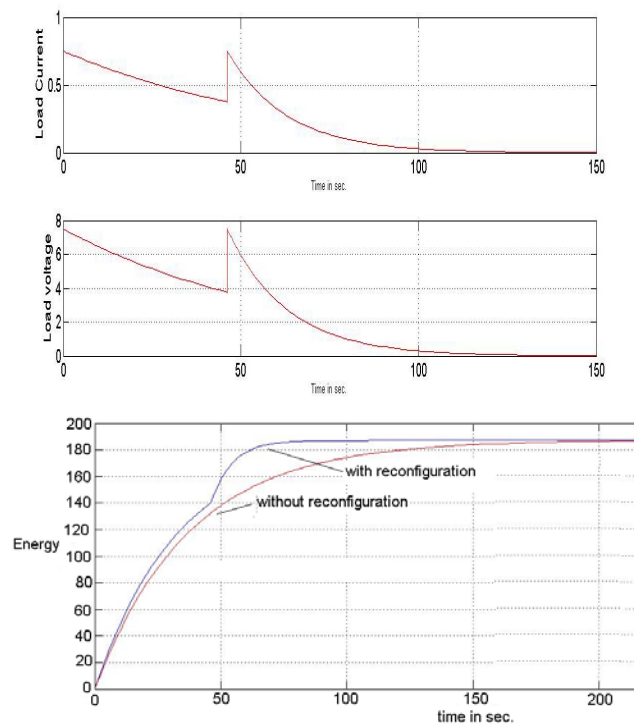 1
0.5
0
Load Current
0 50 100 150
Time in sec.
8
6
4
2
0
Load voltage
0 50 100 150
Time in sec.
200
180
160
140
120
100
80
60
40
20
0
Energy
with reconfiguration
without reconfiguration
0 50 100 150 200
time in sec.